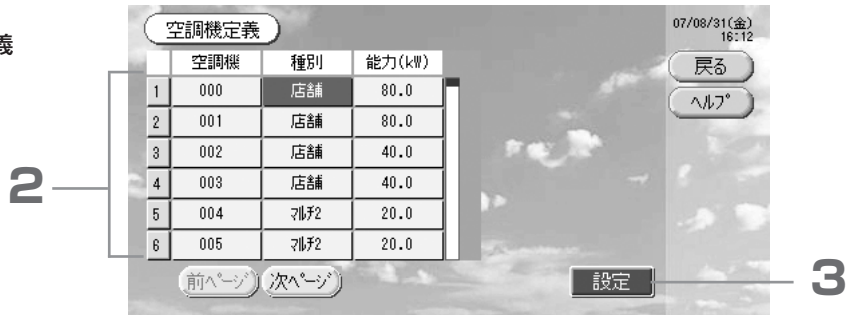 義
空調機定義
07/08/31(金)
16:12
戻る
ﾍﾙﾌﾟ
空調機 種別 能力(kW)
1 000 店舗 80.0
2 001 店舗 80.0
3 002 店舗 40.0
4 003 店舗 40.0
5 004 ﾏﾙﾁ2 20.0
6 005 ﾏﾙﾁ2 20.0
前ﾍﾟｰｼﾞ 次ﾍﾟｰｼﾞ
設定
2
3